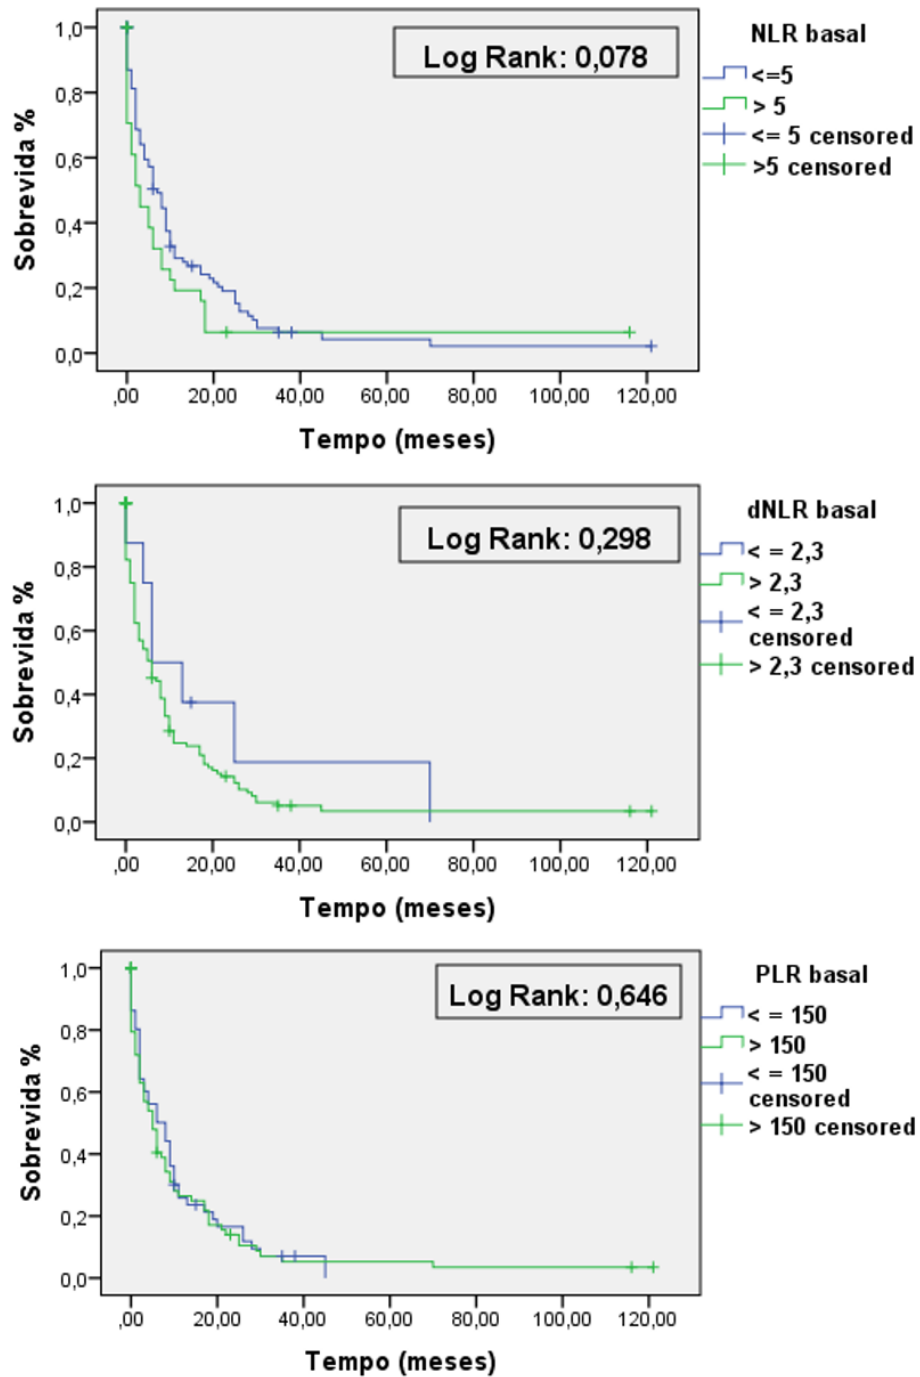 Log Rank: 0,078
NLR basal
<=5
> 5
<= 5 censored
>5 censored
Sobrevida %
1,0
0,8
0,6
0,4
0,2
0,0
,00 20,00 40,00 60,00 80,00 100,00 120,00
Tempo (meses)
Log Rank: 0,298
dNLR basal
< = 2,3
> 2,3
< = 2,3
censored
> 2,3 censored
Sobrevida %
1,0
0,8
0,6
0,4
0,2
0,0
,00 20,00 40,00 60,00 80,00 100,00 120,00
Tempo (meses)
Log Rank: 0,646
PLR basal
< = 150
> 150
< = 150
censored
> 150 censored
Sobrevida %
1,0
0,8
0,6
0,4
0,2
0,0
,00 20,00 40,00 60,00 80,00 100,00 120,00
Tempo (meses)